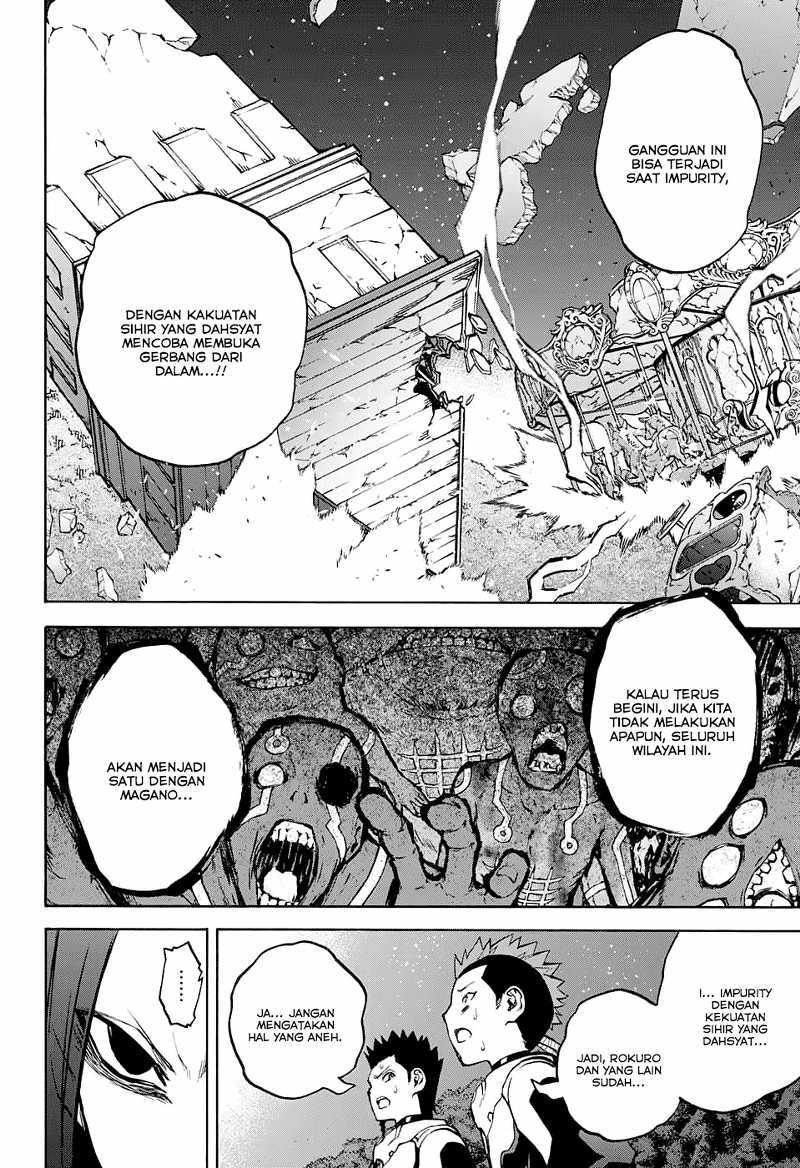 GANGGUAN INI
BISA TERJADI
SAAT IMPURITY,
DENGAN KAKUATAN
SIHIR YANG DAHSYAT
MENCOBA MEMBUKA
GERBANG DARI
DALAM...!!
KALAU TERUS
BEGINI, JIKA KITA
TIDAK MELAKUKAN
APAPUN, SELURUH
WILAYAH INI.
AKAN MENJADI
SATU DENGAN
MAGANO...
I... IMPURITY
DENGAN
KEKUATAN
SIHIR YANG
DAHSYAT...
JADI, ROKURO
DAN YANG LAIN
SUDAH...
JA... JANGAN
MENGATAKAN
HAL YANG ANEH.
.......